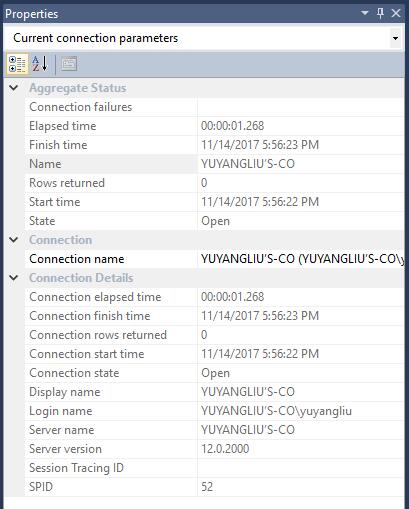 Properties
Current connection parameters
Aggregate Status
Connection failures
Elapsed time 00:00:01.268
Finish time 11/14/2017 5:56:23 PM
Name YUYANGLIU'S-CO
Rows returned 0
Start time 11/14/2017 5:56:22 PM
State Open
Connection
Connection name YUYANGLIU'S-CO (YUYANGLIU'S-CO\y
Connection Details
Connection elapsed time 00:00:01.268
Connection finish time 11/14/2017 5:56:23 PM
Connection rows returned 0
Connection start time 11/14/2017 5:56:22 PM
Connection state Open
Display name YUYANGLIU'S-CO
Login name YUYANGLIU'S-CO\yuyangliu
Server name YUYANGLIU'S-CO
Server version 12.0.2000
Session Tracing ID
SPID 52